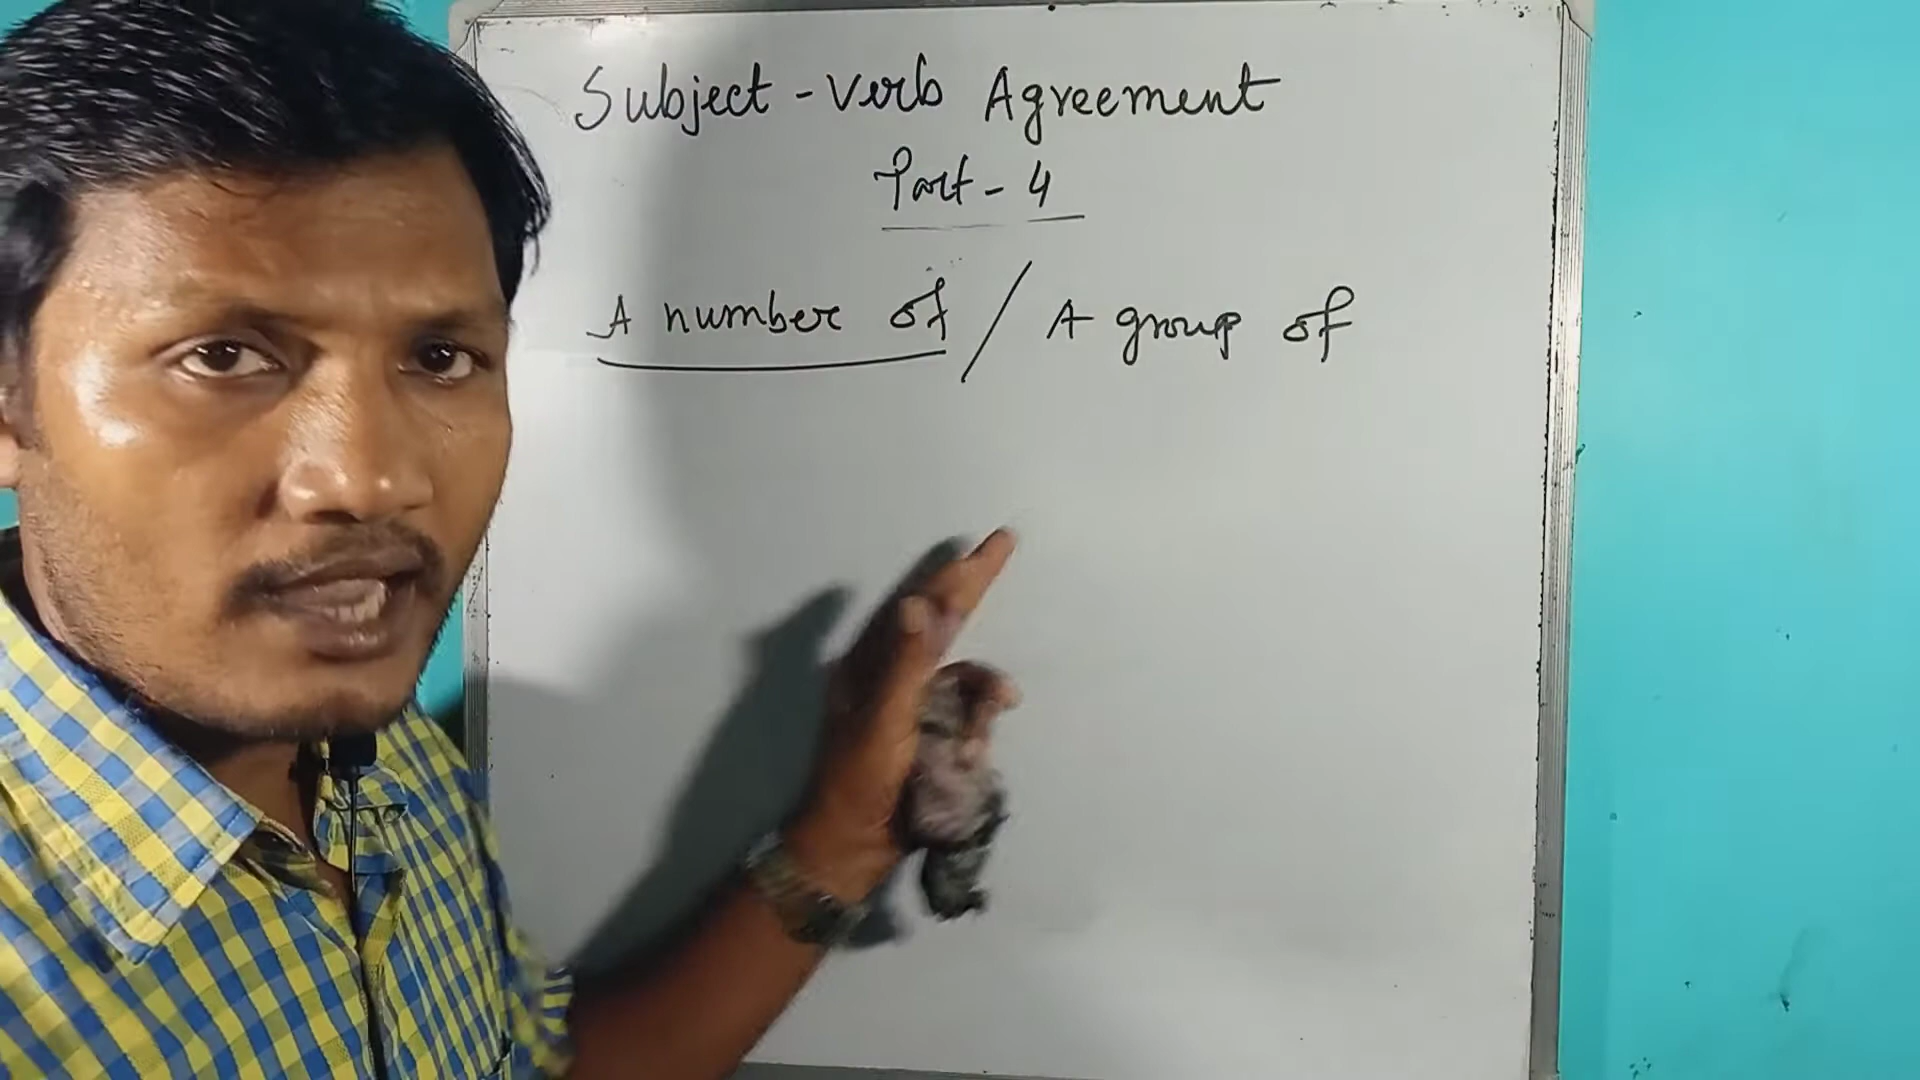 Subject - Verb Agreement
Part - 4
A number of / A group of